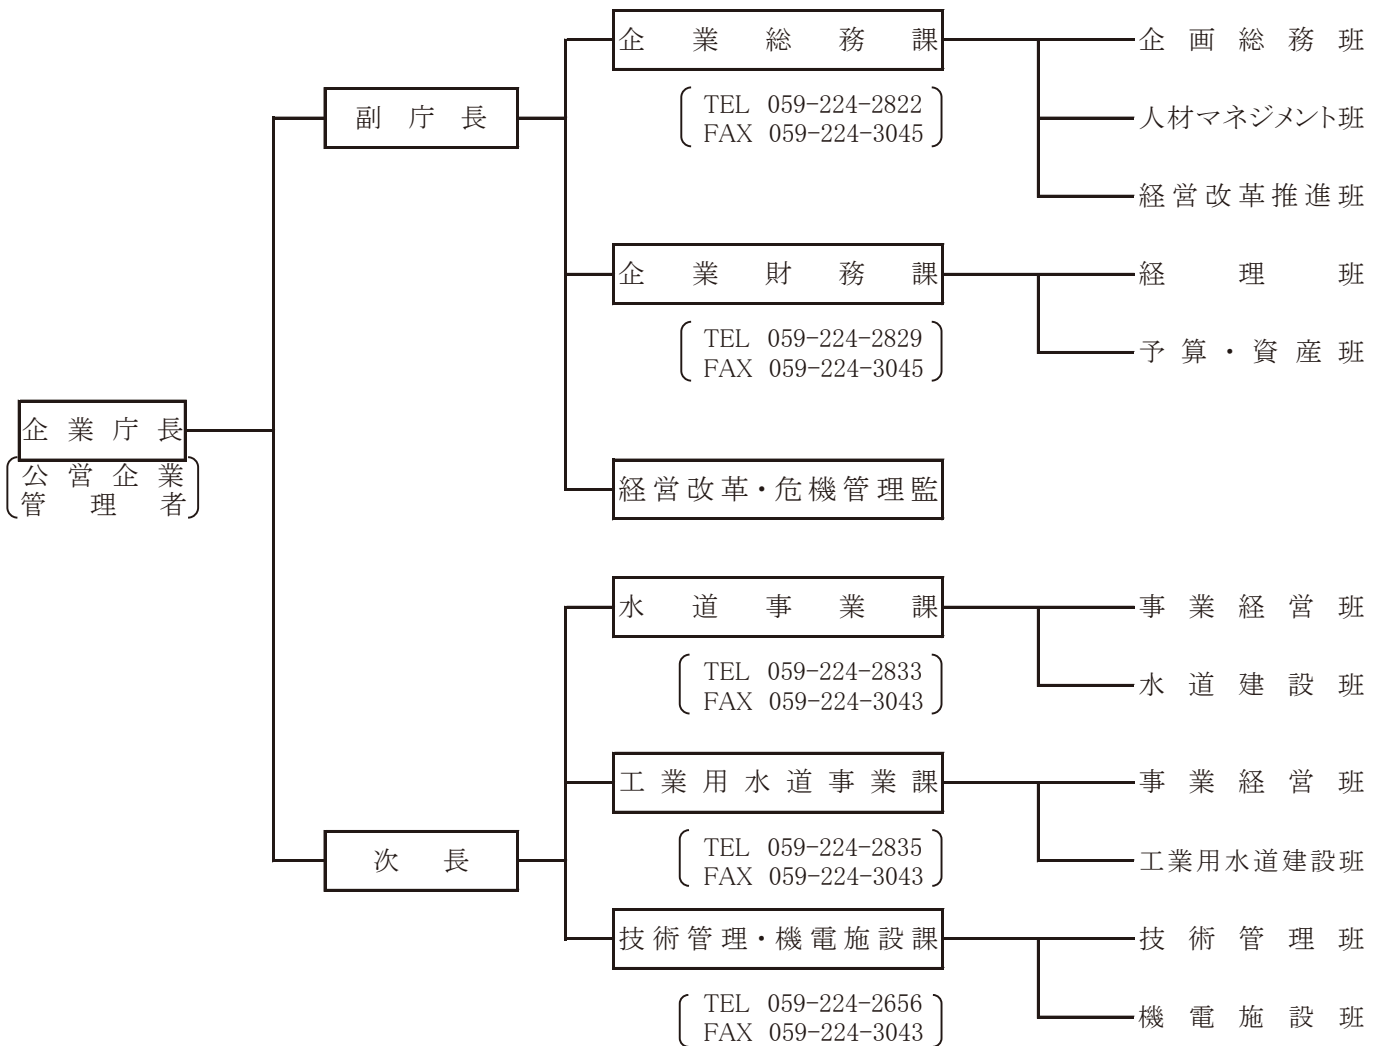 企業総務課
企画総務班
TEL 059-224-2822
FAX 059-224-3045
副庁長
人材マネジメント班
経営改革推進班
企業財務課
経理班
TEL 059-224-2829
FAX 059-224-3045
予算・資産班
企業庁長
公営企業
管理者
経営改革・危機管理監
水道事業課
事業経営班
TEL 059-224-2833
FAX 059-224-3043
水道建設班
工業用水道事業課
事業経営班
次長
TEL 059-224-2835
FAX 059-224-3043
工業用水道建設班
技術管理・機電施設課
技術管理班
TEL 059-224-2656
FAX 059-224-3043
機電施設班